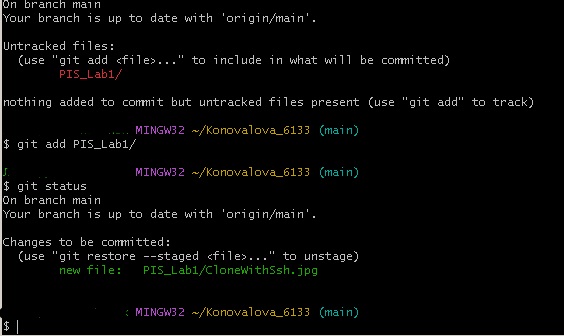 On branch main
Your branch is up to date with 'origin/main'.
Untracked files:
(use "git add <file>..." to include in what will be committed)
PIS_Lab1/
nothing added to commit but untracked files present (use "git add" to track)
MINGW32 ~/Konovalova_6133 (main)
$ git add PIS_Lab1/
MINGW32 ~/Konovalova_6133 (main)
$ git status
On branch main
Your branch is up to date with 'origin/main'.
Changes to be committed:
(use "git restore --staged <file>..." to unstage)
new file: PIS_Lab1/CloneWithSsh.jpg
MINGW32 ~/Konovalova_6133 (main)
$